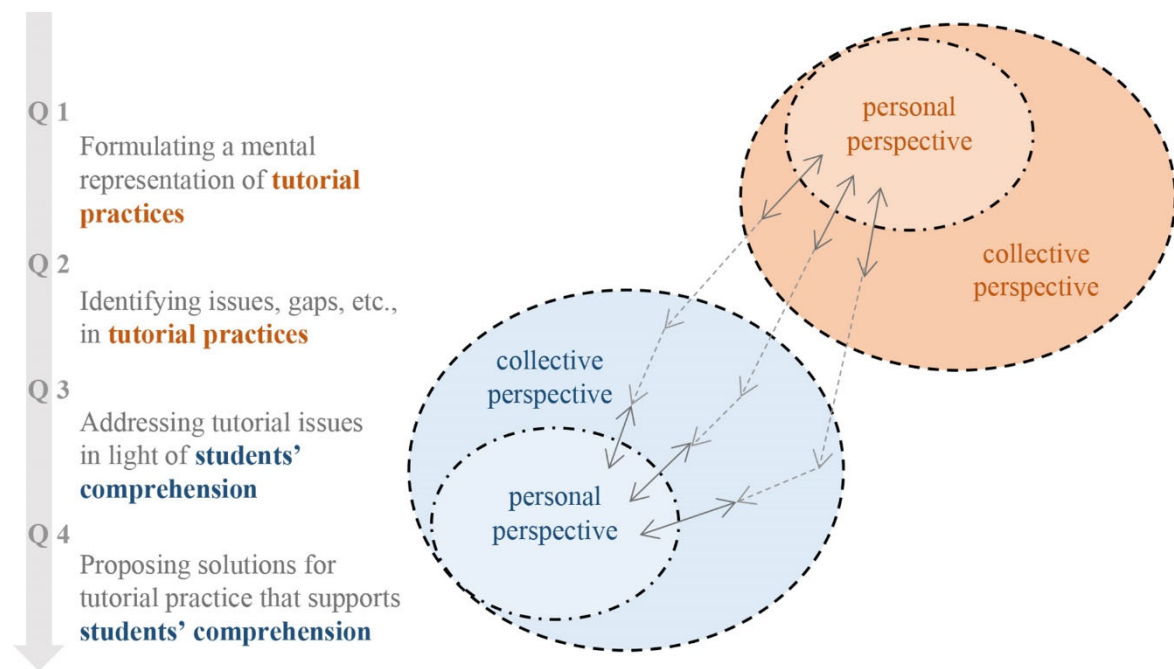 Q 1
Formulating a mental
representation of tutorial
practices
Q 2
Identifying issues, gaps, etc.,
in tutorial practices
Q 3
Addressing tutorial issues
in light of students’
comprehension
Q 4
Proposing solutions for
tutorial practice that supports
students’ comprehension
personal
perspective
collective
perspective
collective
perspective
personal
perspective